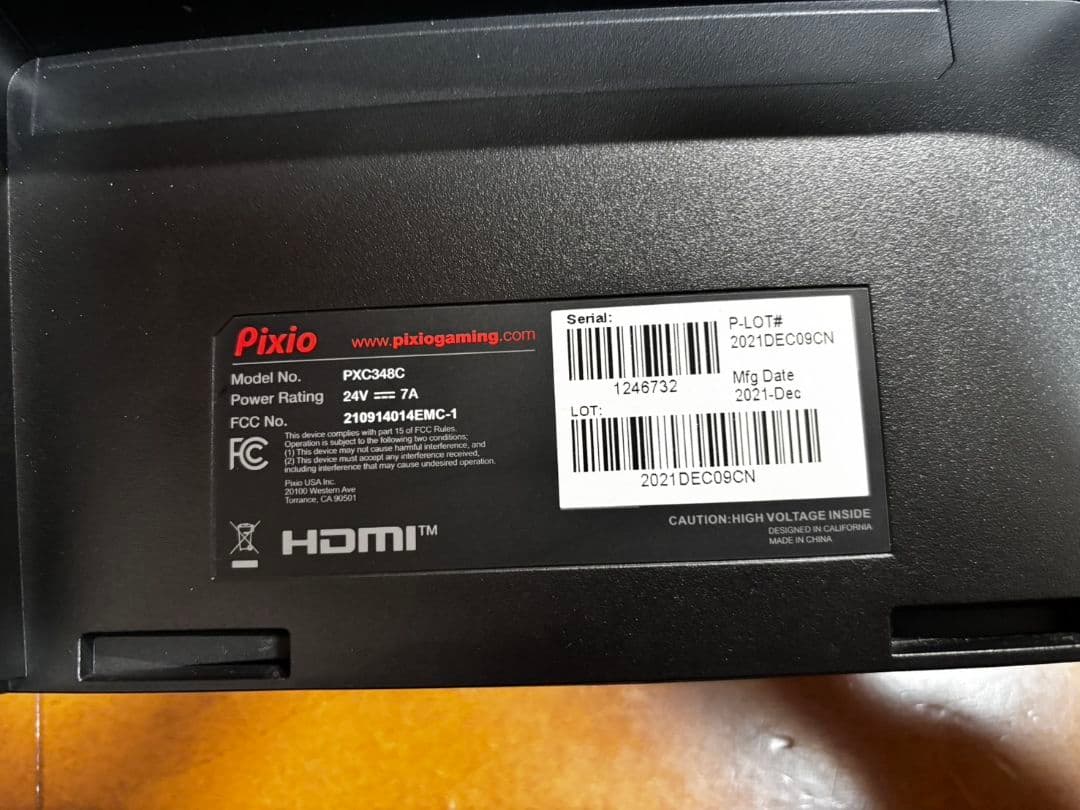 Pixio www.pixiogaming.com
Model No. PXC348C
Power Rating 24V ⎓ 7A
FCC No. 210914014EMC-1
FC
This device complies with part 15 of FCC Rules.
Operation is subject to the following two conditions;
(1) This device may not cause harmful interference, and
(2) This device must accept any interference received,
including interference that may cause undesired operation.
Pixio USA Inc.
20100 Western Ave
Torrance, CA 90501
HDMI™
Serial:
1246732
P-LOT#
2021DEC09CN
Mfg Date
2021-Dec
LOT:
2021DEC09CN
CAUTION:HIGH VOLTAGE INSIDE
DESIGNED IN CALIFORNIA
MADE IN CHINA